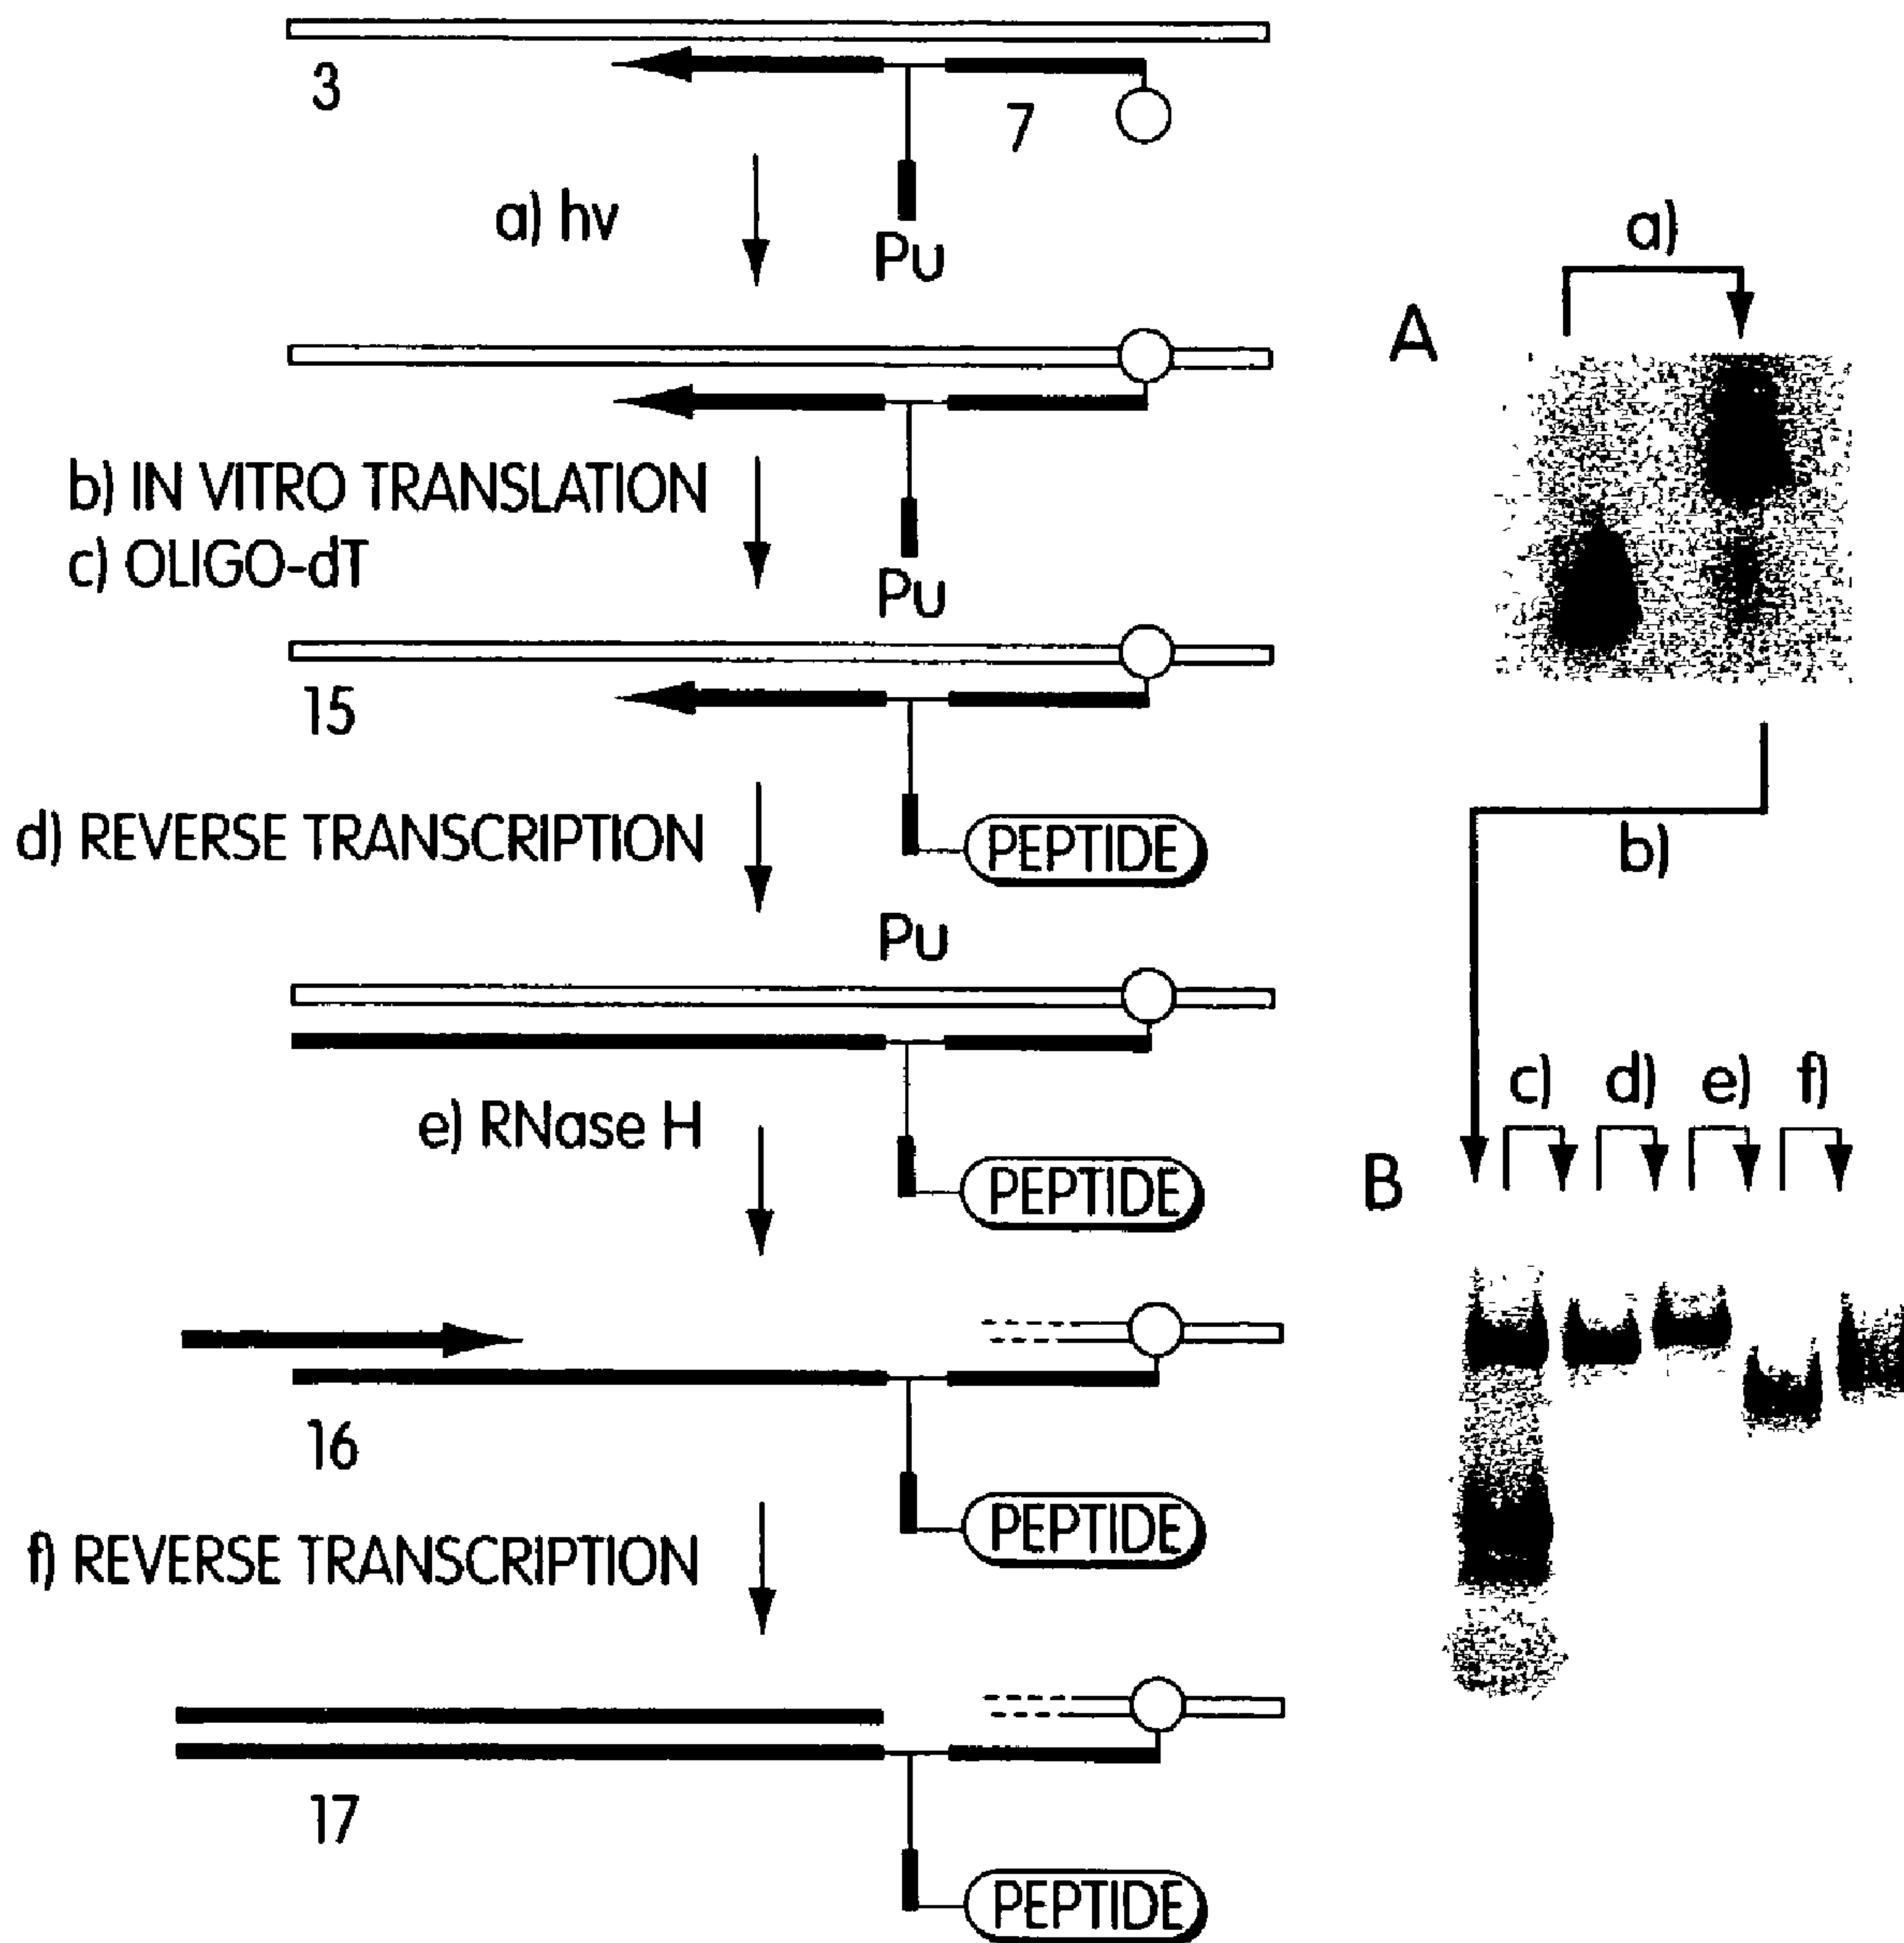 3
7
a) hv
Pu
b) IN VITRO TRANSLATION
c) OLIGO-dT
Pu
15
d) REVERSE TRANSCRIPTION
PEPTIDE
Pu
e) RNase H
PEPTIDE
16
PEPTIDE
f) REVERSE TRANSCRIPTION
17
PEPTIDE
a)
A
b)
c) d) e) f)
B